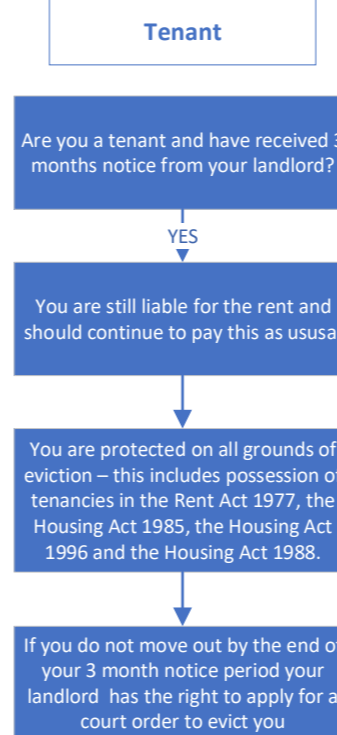 Tenant
Are you a tenant and have received 3
months notice from your landlord?
YES
You are still liable for the rent and
should continue to pay this as ususa
You are protected on all grounds of
eviction – this includes possession of
tenancies in the Rent Act 1977, the
Housing Act 1985, the Housing Act
1996 and the Housing Act 1988.
If you do not move out by the end of
your 3 month notice period your
landlord has the right to apply for a
court order to evict you